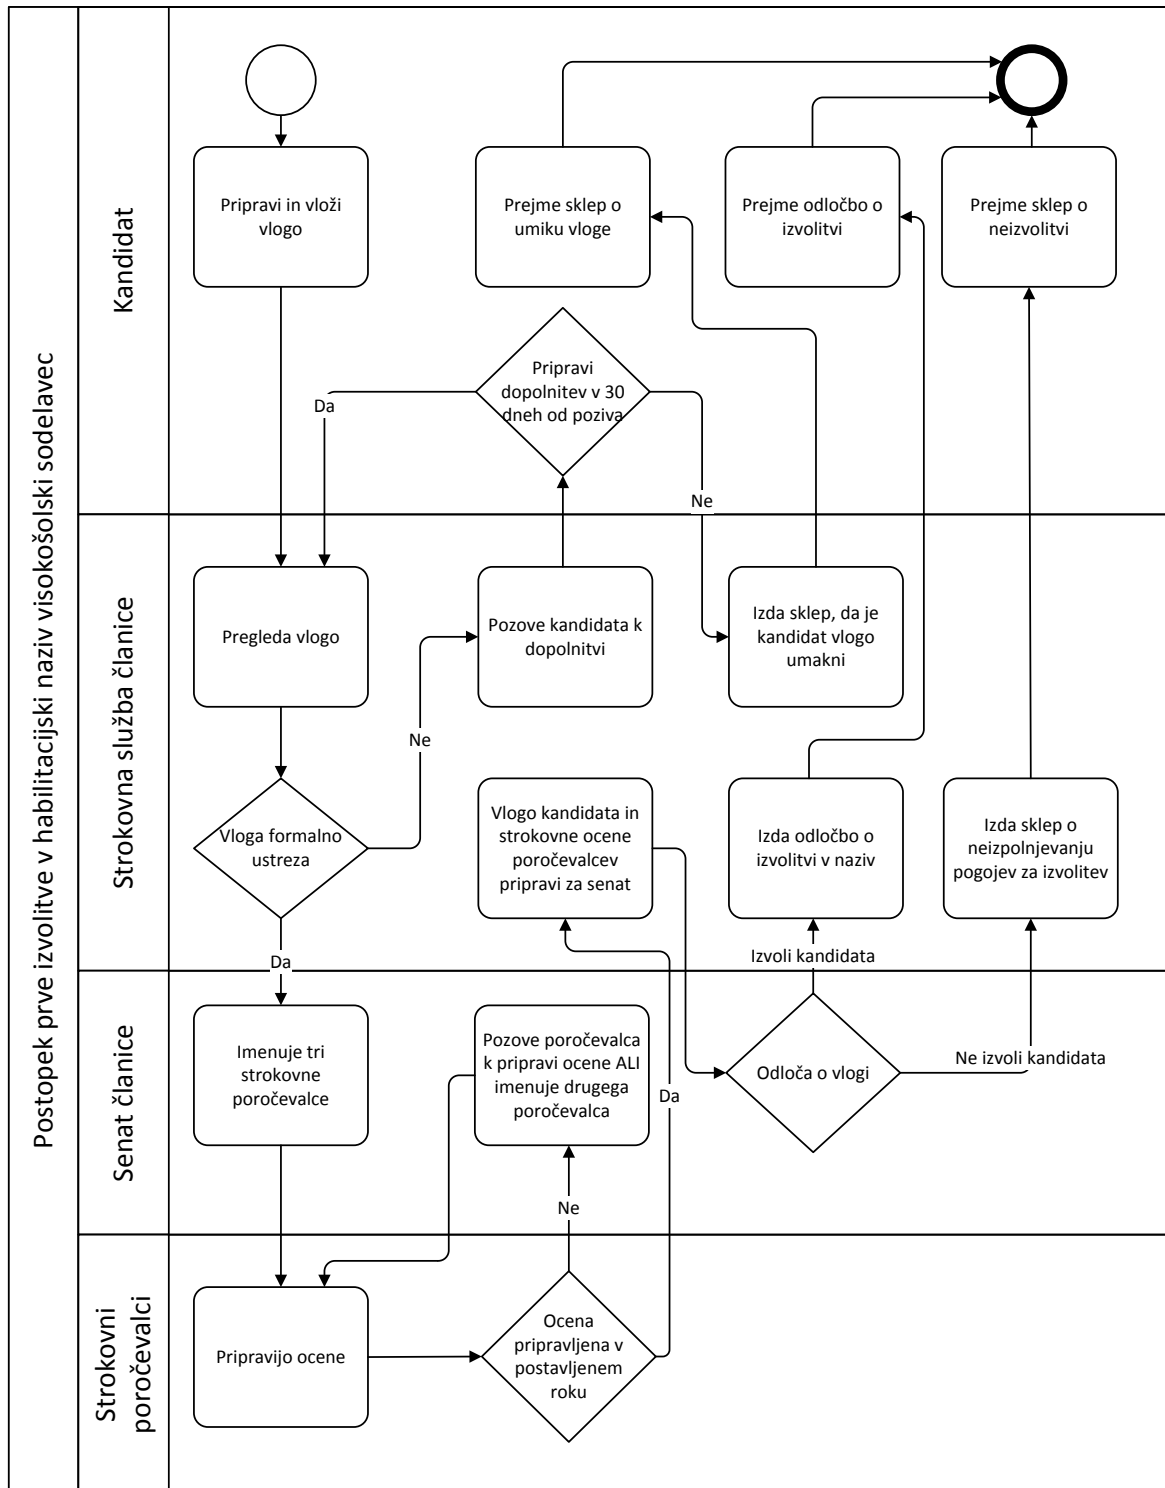 Postopek prve izvolitve v habilitacijski naziv visokošolski sodelavec
Kandidat
Pripravi in vloži
vlogo
Prejme sklep o
umiku vloge
Prejme odločbo o
izvolitvi
Prejme sklep o
neizvolitvi
Pripravi
dopolnitev v 30
dneh od poziva
Da
Ne
Strokovna služba članice
Pregleda vlogo
Pozove kandidata k
dopolnitvi
Izda sklep, da je
kandidat vlogo
umakni
Ne
Vloga formalno
ustreza
Vlogo kandidata in
strokovne ocene
poročevalcev
pripravi za senat
Izda odločbo o
izvolitvi v naziv
Izda sklep o
neizpolnjevanju
pogojev za izvolitev
Da
Izvoli kandidata
Senat članice
Imenuje tri
strokovne
poročevalce
Pozove poročevalca
k pripravi ocene ALI
imenuje drugega
poročevalca
Da
Odloča o vlogi
Ne izvoli kandidata
Ne
Strokovni
poročevalci
Pripravijo ocene
Ocena
pripravljena v
postavljenem
roku